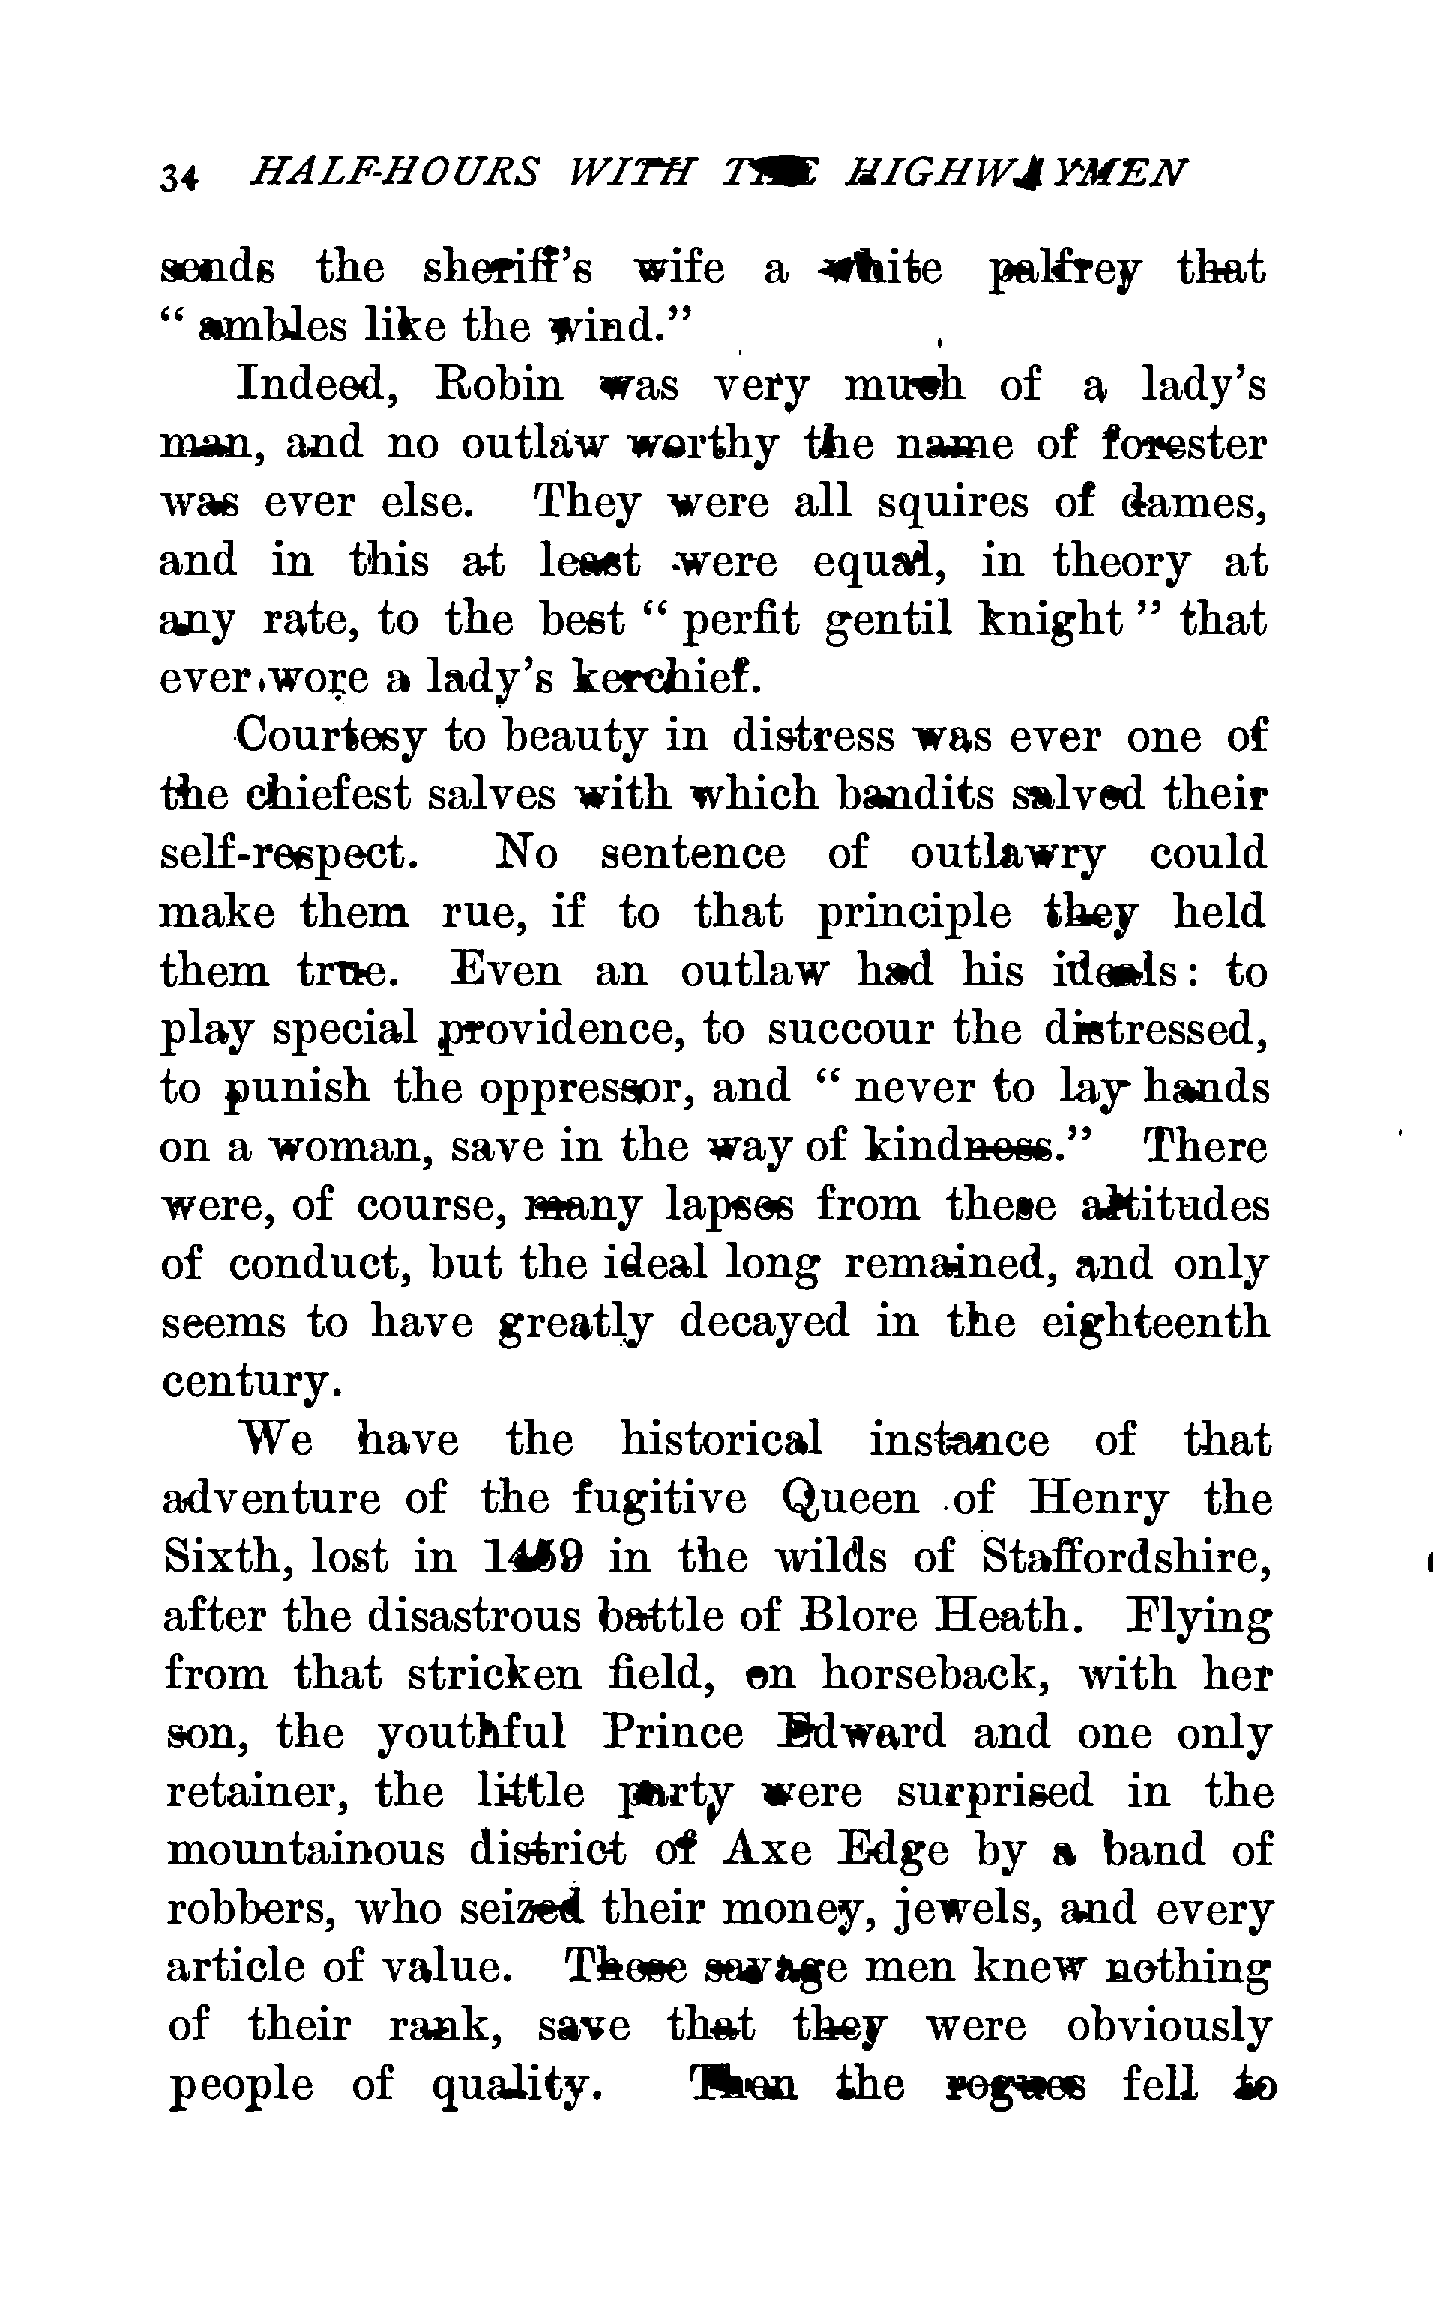 34 HALF-HOURS WITH THE HIGHWAYMEN
sends the sheriff's wife a white palfrey that
" ambles like the wind."
Indeed, Robin was very much of a lady's
man, and no outlaw worthy the name of forester
was ever else. They were all squires of dames,
and in this at least were equal, in theory at
any rate, to the best " perfit gentil knight " that
ever wore a lady's kerchief.
Courtesy to beauty in distress was ever one of
the chiefest salves with which bandits salved their
self-respect. No sentence of outlawry could
make them rue, if to that principle they held
them true. Even an outlaw had his ideals : to
play special providence, to succour the distressed,
to punish the oppressor, and " never to lay hands
on a woman, save in the way of kindness." There
were, of course, many lapses from these altitudes
of conduct, but the ideal long remained, and only
seems to have greatly decayed in the eighteenth
century.
We have the historical instance of that
adventure of the fugitive Queen of Henry the
Sixth, lost in 1459 in the wilds of Staffordshire,
after the disastrous battle of Blore Heath. Flying
from that stricken field, on horseback, with her
son, the youthful Prince Edward and one only
retainer, the little party were surprised in the
mountainous district of Axe Edge by a band of
robbers, who seized their money, jewels, and every
article of value. These savage men knew nothing
of their rank, save that they were obviously
people of quality. Then the rogues fell to